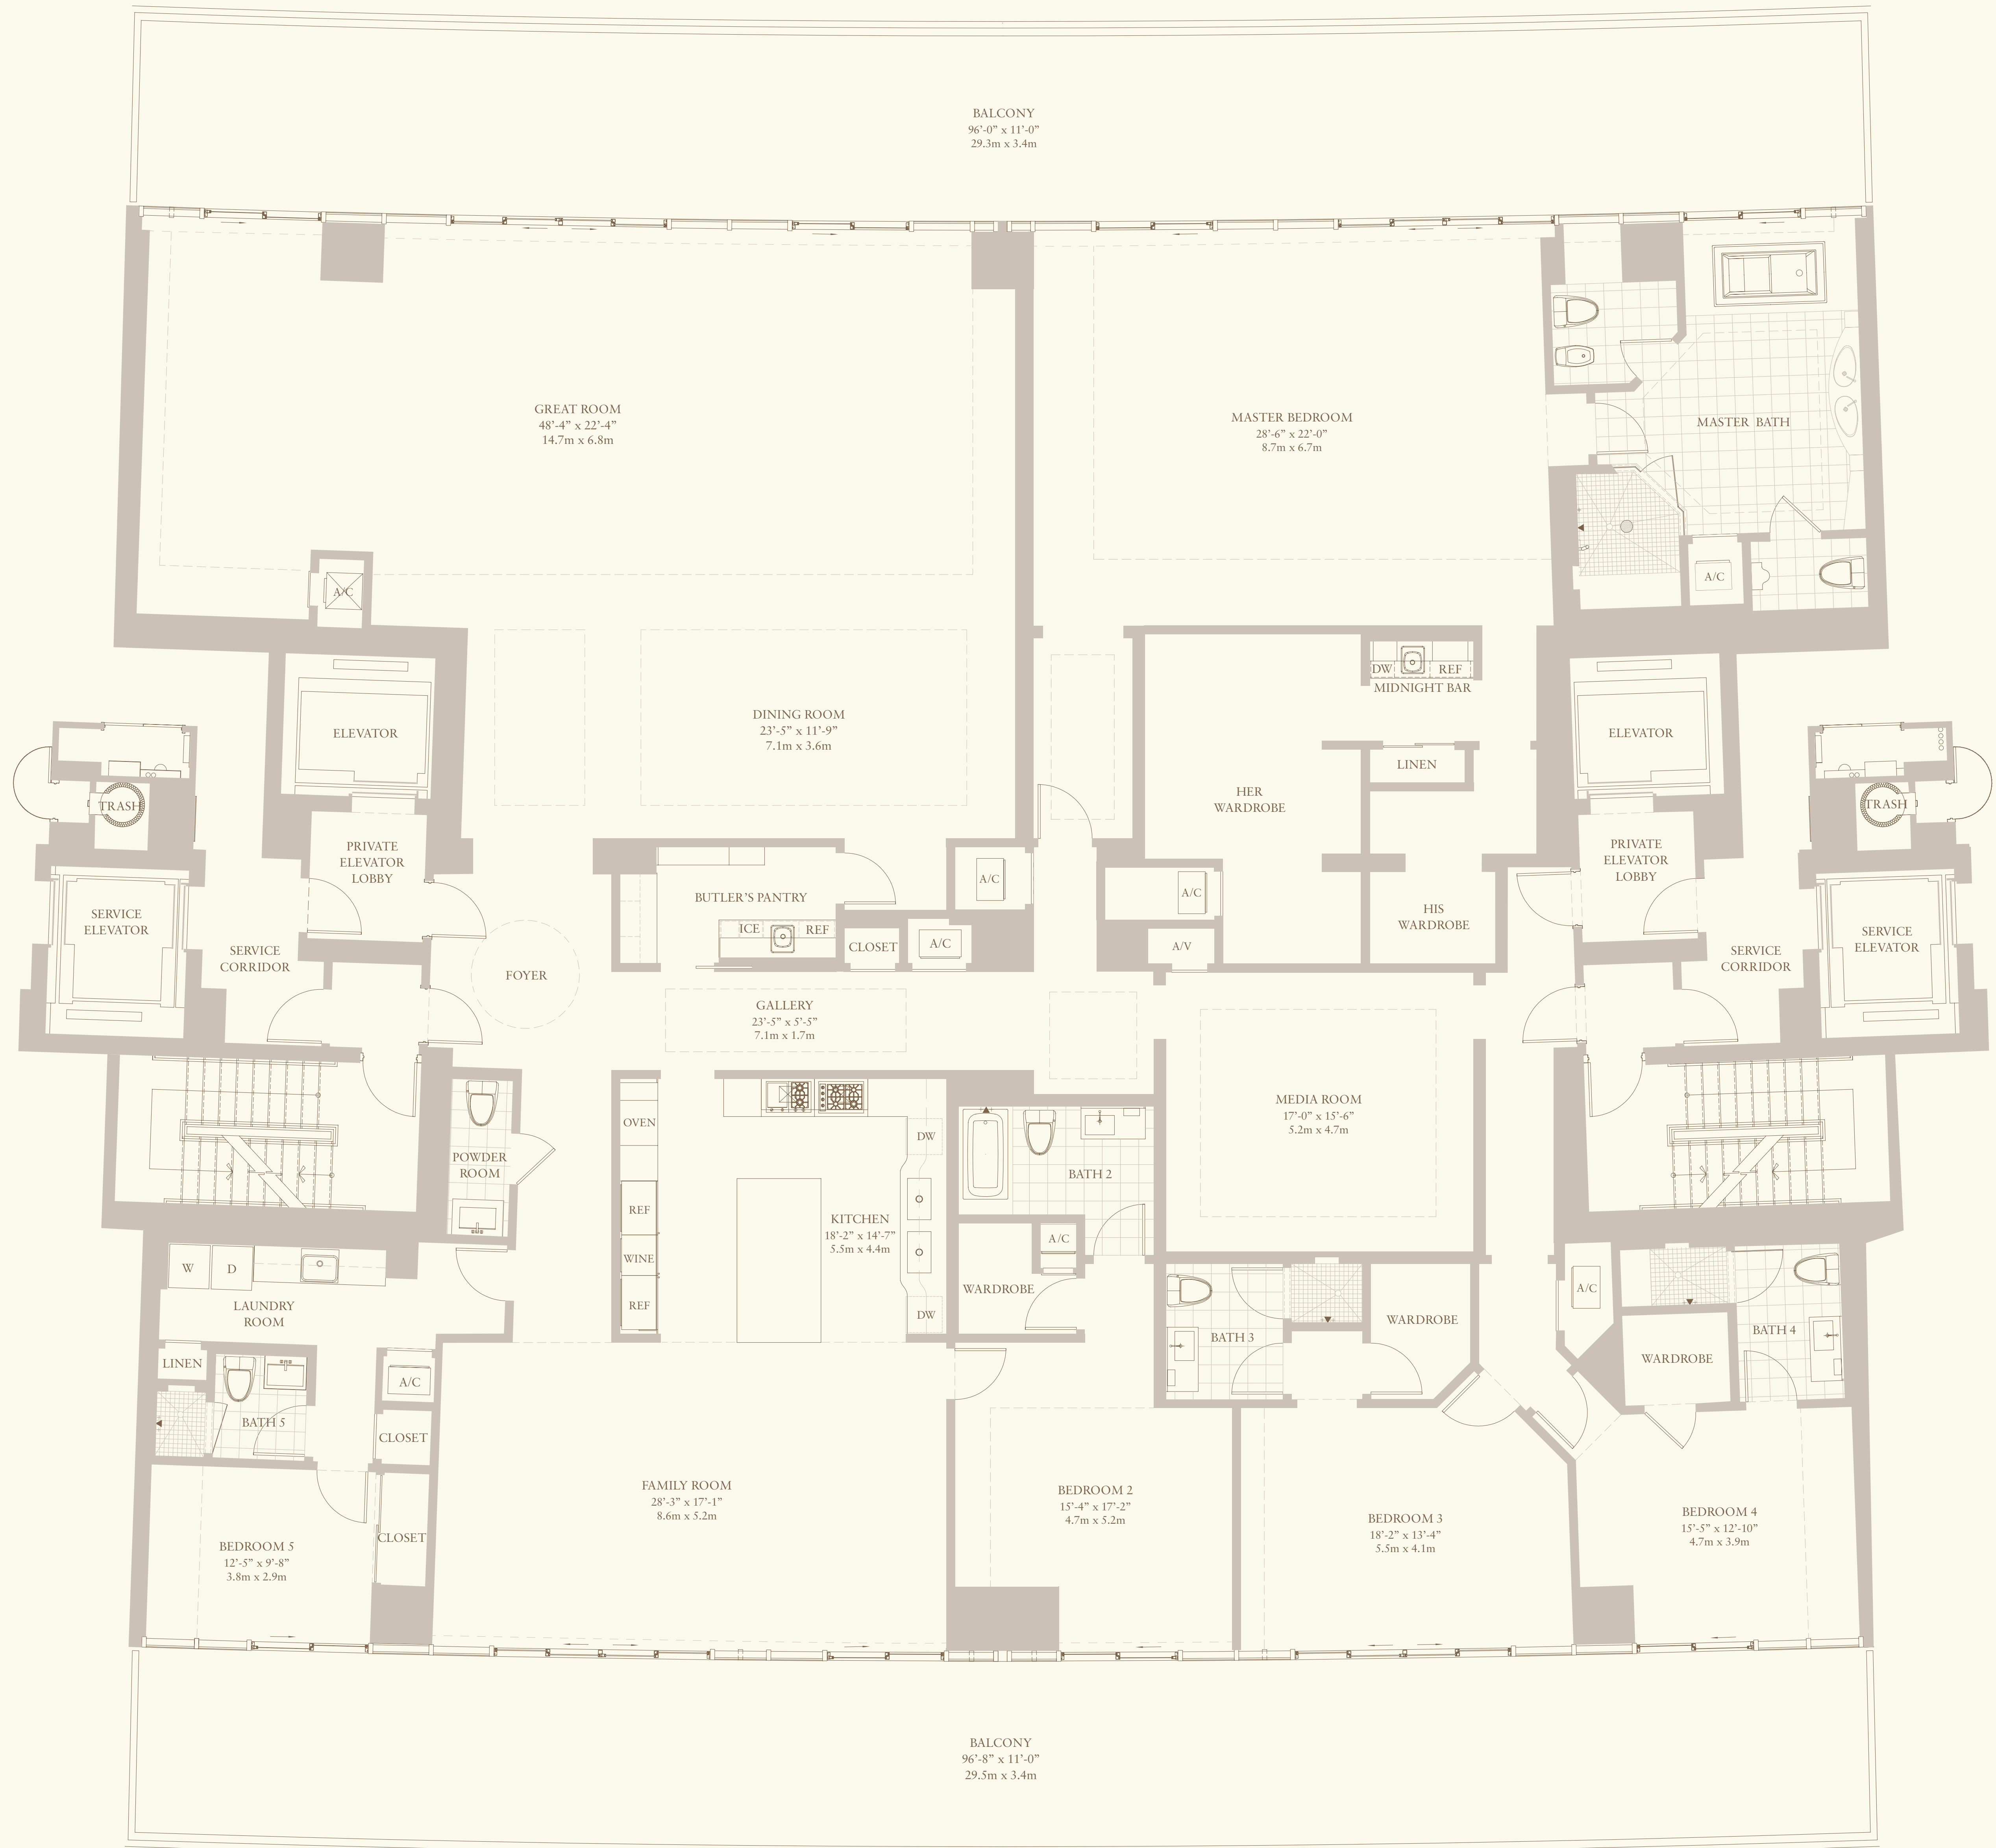 BALCONY
96’-0” x 11’-0”
29.3m x 3.4m
GREAT ROOM
48’-4” x 22’-4”
14.7m x 6.8m
MASTER BEDROOM
28’-6” x 22’-0”
8.7m x 6.7m
MASTER BATH
A/C
A/C
DW
REF
MIDNIGHT BAR
ELEVATOR
DINING ROOM
23’-5” x 11’-9”
7.1m x 3.6m
LINEN
ELEVATOR
HER
WARDROBE
TRASH
TRASH
PRIVATE
ELEVATOR
LOBBY
PRIVATE
ELEVATOR
LOBBY
A/C
A/C
BUTLER’S PANTRY
SERVICE
ELEVATOR
HIS
WARDROBE
SERVICE
ELEVATOR
ICE
REF
CLOSET
A/C
A/V
SERVICE
CORRIDOR
SERVICE
CORRIDOR
FOYER
GALLERY
23’-5” x 5’-5”
7.1m x 1.7m
MEDIA ROOM
17’-0” x 15’-6”
5.2m x 4.7m
OVEN
DW
POWDER
ROOM
BATH 2
REF
KITCHEN
18’-2” x 14’-7”
5.5m x 4.4m
A/C
WINE
W
D
WARDROBE
A/C
REF
DW
LAUNDRY
ROOM
WARDROBE
BATH 3
BATH 4
LINEN
WARDROBE
A/C
BATH 5
CLOSET
FAMILY ROOM
28’-3” x 17’-1”
8.6m x 5.2m
BEDROOM 2
15’-4” x 17’-2”
4.7m x 5.2m
BEDROOM 3
18’-2” x 13’-4”
5.5m x 4.1m
BEDROOM 4
15’-5” x 12’-10”
4.7m x 3.9m
CLOSET
BEDROOM 5
12’-5” x 9’-8”
3.8m x 2.9m
BALCONY
96’-8” x 11’-0”
29.5m x 3.4m